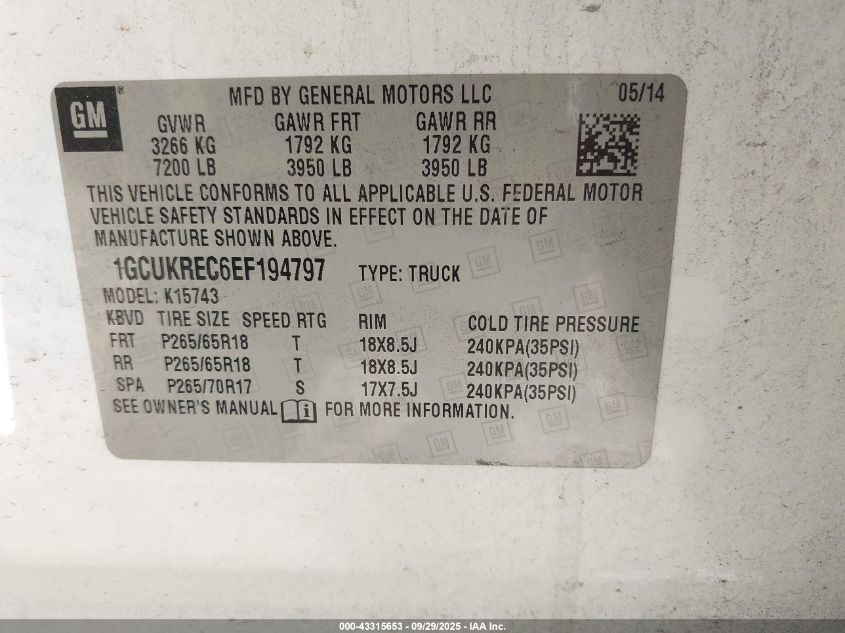 GM
MFD BY GENERAL MOTORS LLC 05/14
GVWR GAWR FRT GAWR RR
3266 KG 1792 KG 1792 KG
7200 LB 3950 LB 3950 LB
THIS VEHICLE CONFORMS TO ALL APPLICABLE U.S. FEDERAL MOTOR
VEHICLE SAFETY STANDARDS IN EFFECT ON THE DATE OF
MANUFACTURE SHOWN ABOVE.
1GCUKREC6EF194797 TYPE: TRUCK
MODEL: K15743
KBVD TIRE SIZE SPEED RTG RIM COLD TIRE PRESSURE
FRT P265/65R18 T 18X8.5J 240KPA(35PSI)
RR P265/65R18 T 18X8.5J 240KPA(35PSI)
SPA P265/70R17 S 17X7.5J 240KPA(35PSI)
SEE OWNER'S MANUAL i FOR MORE INFORMATION.
000-43315653 - 09/29/2025 - IAA Inc.